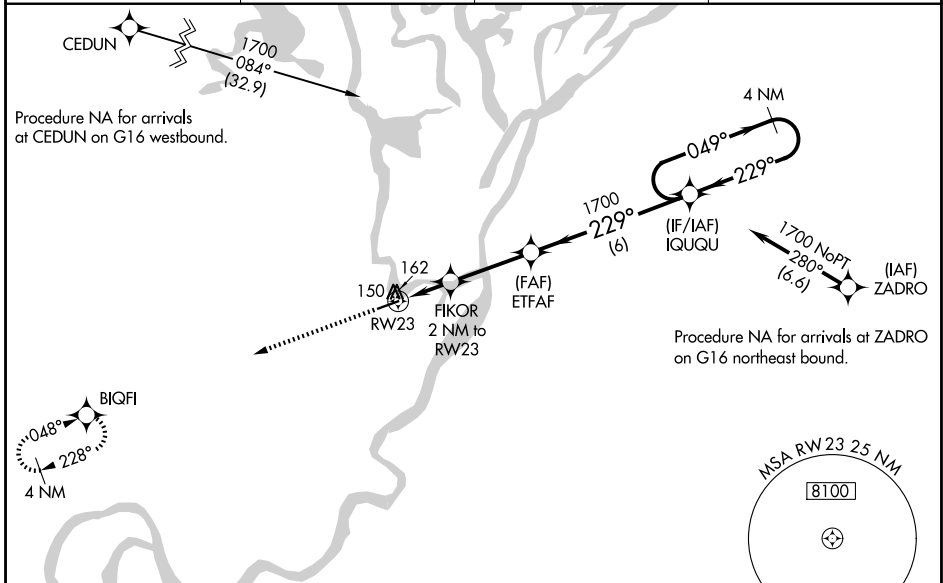 CEDUN
1700
084°
(32.9)
Procedure NA for arrivals
at CEDUN on G16 westbound.
4 NM
049°
229°
1700
229°
(6)
(IF/IAF)
IQUQU
1700 NoPT
280°
(6.6)
(IAF)
ZADRO
(FAF)
ETFAF
162
150
RW23
FIKOR
2 NM to
RW23
Procedure NA for arrivals at ZADRO
on G16 northeast bound.
BIQFI
048°
228°
4 NM
MSA RW23 25 NM
8100